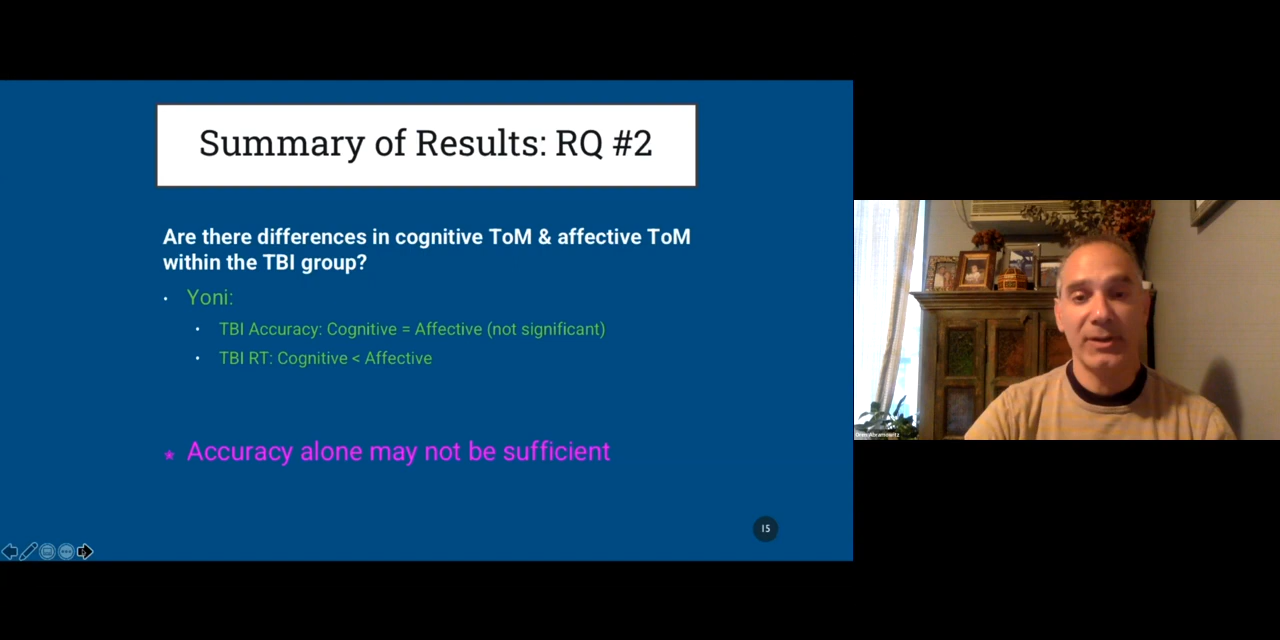 Summary of Results: RQ #2
Are there differences in cognitive ToM & affective ToM
within the TBI group?
• Yoni:
• TBI Accuracy: Cognitive = Affective (not significant)
• TBI RT: Cognitive < Affective
* Accuracy alone may not be sufficient
15
Abramowitz